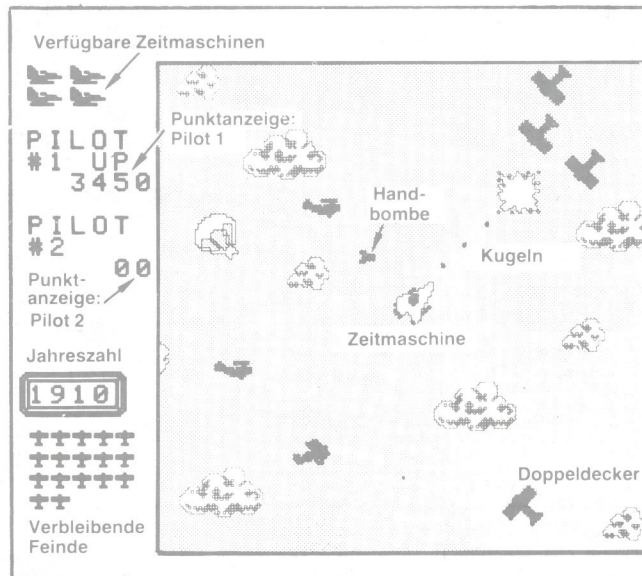 Verfügbare Zeitmaschinen
PILOT
#1 UP
3450
Punktanzeige:
Pilot 1
PILOT
#2
00
Punkt-
anzeige:
Pilot 2
Jahreszahl
1910
Verbleibende
Feinde
Hand-
bombe
Kugeln
Zeitmaschine
Doppeldecker